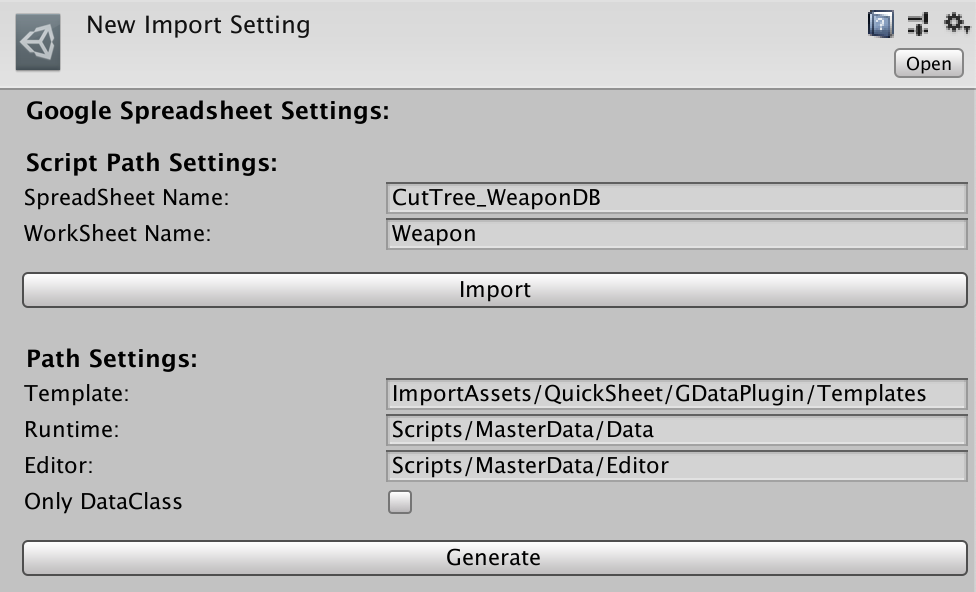 New Import Setting
Open
Google Spreadsheet Settings:
Script Path Settings:
SpreadSheet Name: CutTree_WeaponDB
WorkSheet Name: Weapon
Import
Path Settings:
Template: ImportAssets/QuickSheet/GDataPlugin/Templates
Runtime: Scripts/MasterData/Data
Editor: Scripts/MasterData/Editor
Only DataClass
Generate